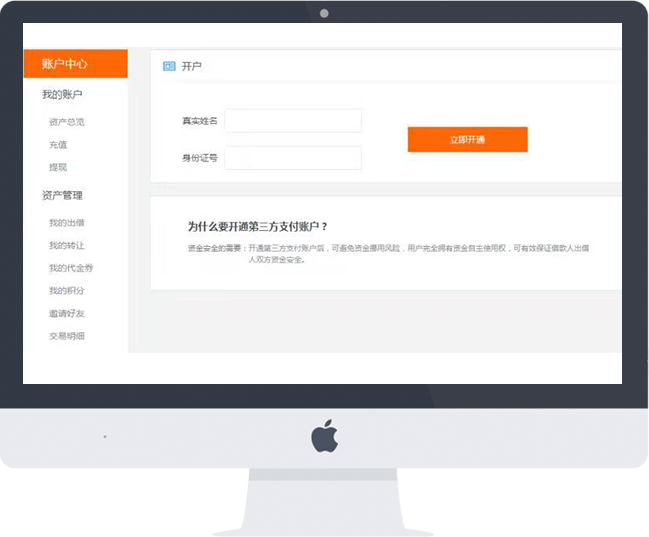 账户中心
我的账户
资产总览
充值
提现
资产管理
我的出借
我的转让
我的代金券
我的积分
邀请好友
交易明细
开户
真实姓名
身份证号
立即开通
为什么要开通第三方支付账户？
资金安全的需要：开通第三方支付账户后，可避免资金挪用风险，用户完全拥有资金自主使用权，可有效保证借款人出借
人双方资金安全。